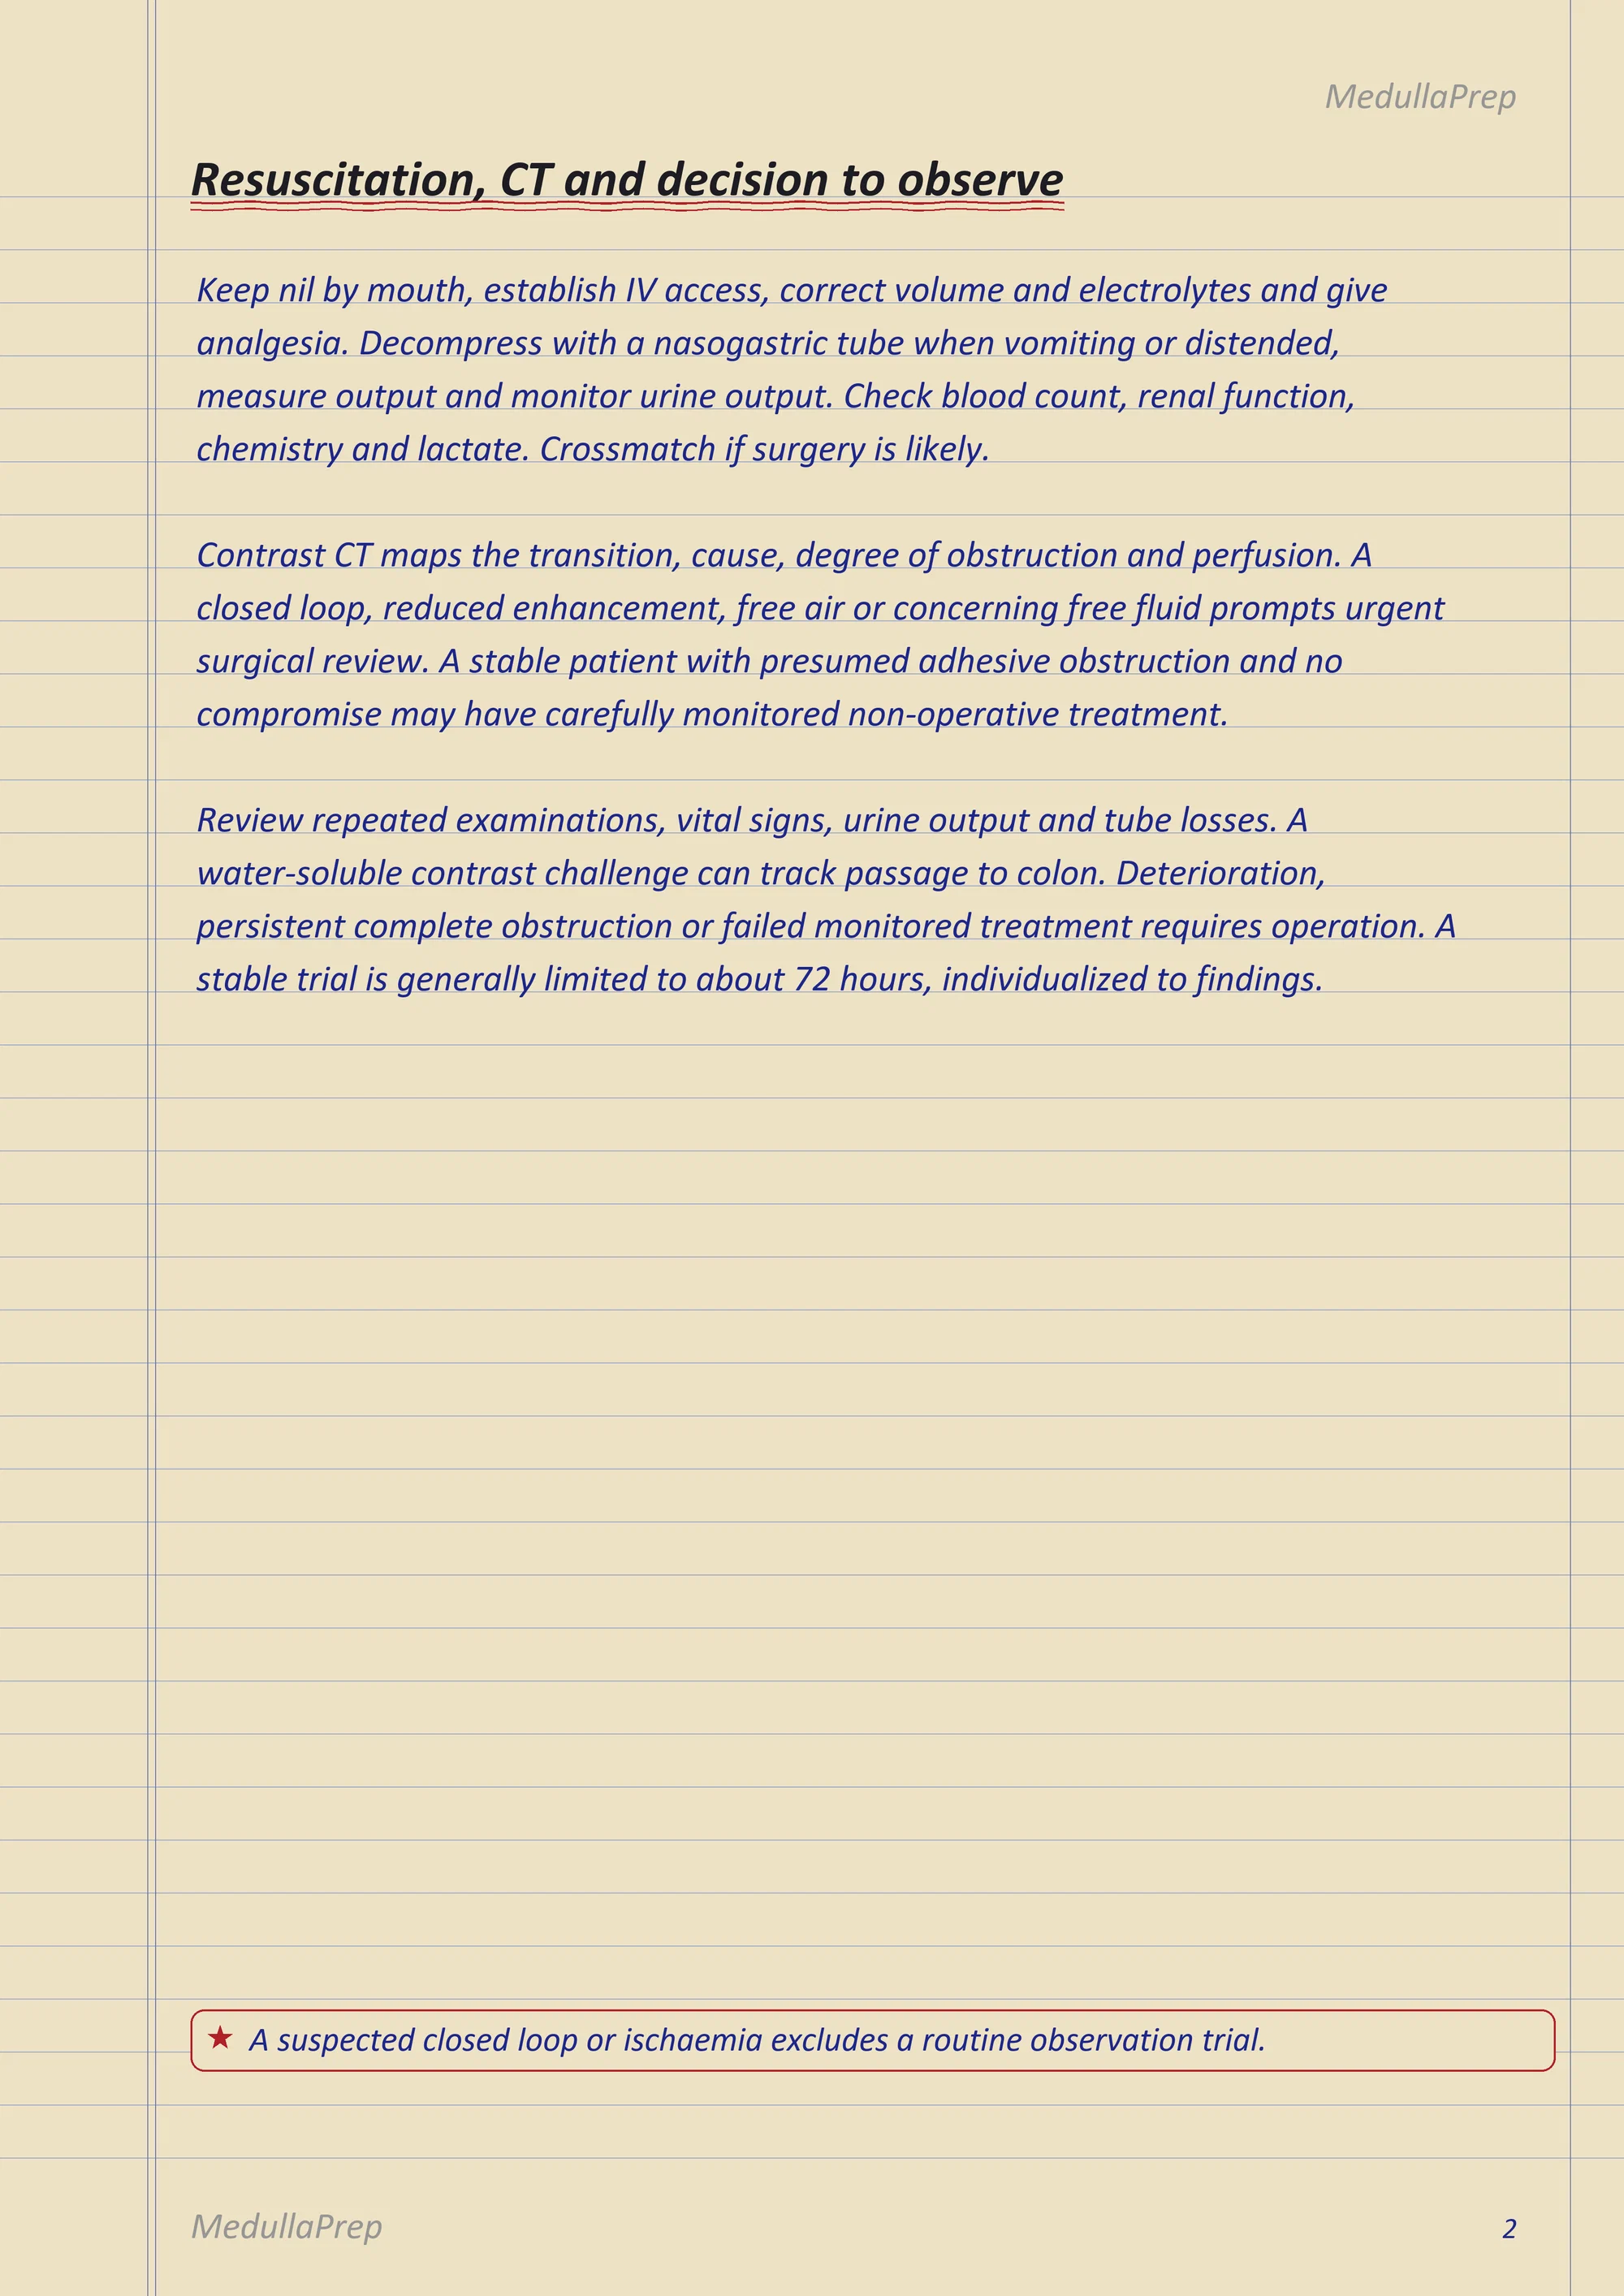 MedullaPrep
Resuscitation, CT and decision to observe
Keep nil by mouth, establish IV access, correct volume and electrolytes and give
analgesia. Decompress with a nasogastric tube when vomiting or distended,
measure output and monitor urine output. Check blood count, renal function,
chemistry and lactate. Crossmatch if surgery is likely.
Contrast CT maps the transition, cause, degree of obstruction and perfusion. A
closed loop, reduced enhancement, free air or concerning free fluid prompts urgent
surgical review. A stable patient with presumed adhesive obstruction and no
compromise may have carefully monitored non-operative treatment.
Review repeated examinations, vital signs, urine output and tube losses. A
water-soluble contrast challenge can track passage to colon. Deterioration,
persistent complete obstruction or failed monitored treatment requires operation. A
stable trial is generally limited to about 72 hours, individualized to findings.
★ A suspected closed loop or ischaemia excludes a routine observation trial.
MedullaPrep
2